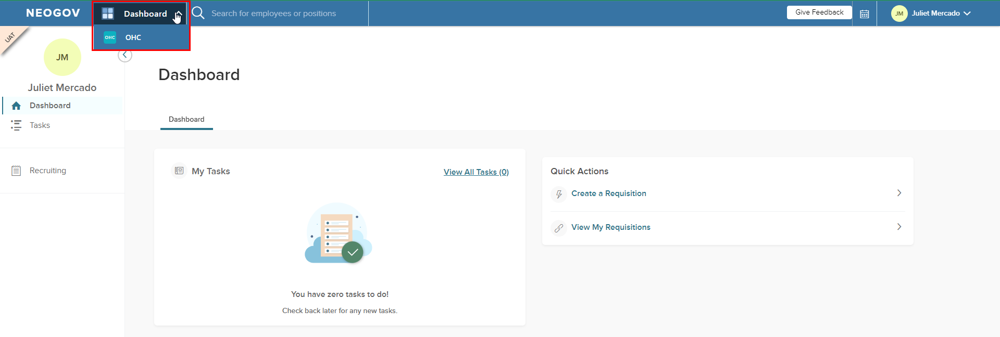 NEOGOV
Dashboard
Search for employees or positions
Give Feedback
JM
Juliet Mercado
OHC
OHC
UAT
JM
Juliet Mercado
Dashboard
Tasks
Recruiting
Dashboard
Dashboard
My Tasks
View All Tasks (0)
You have zero tasks to do!
Check back later for any new tasks.
Quick Actions
Create a Requisition
View My Requisitions